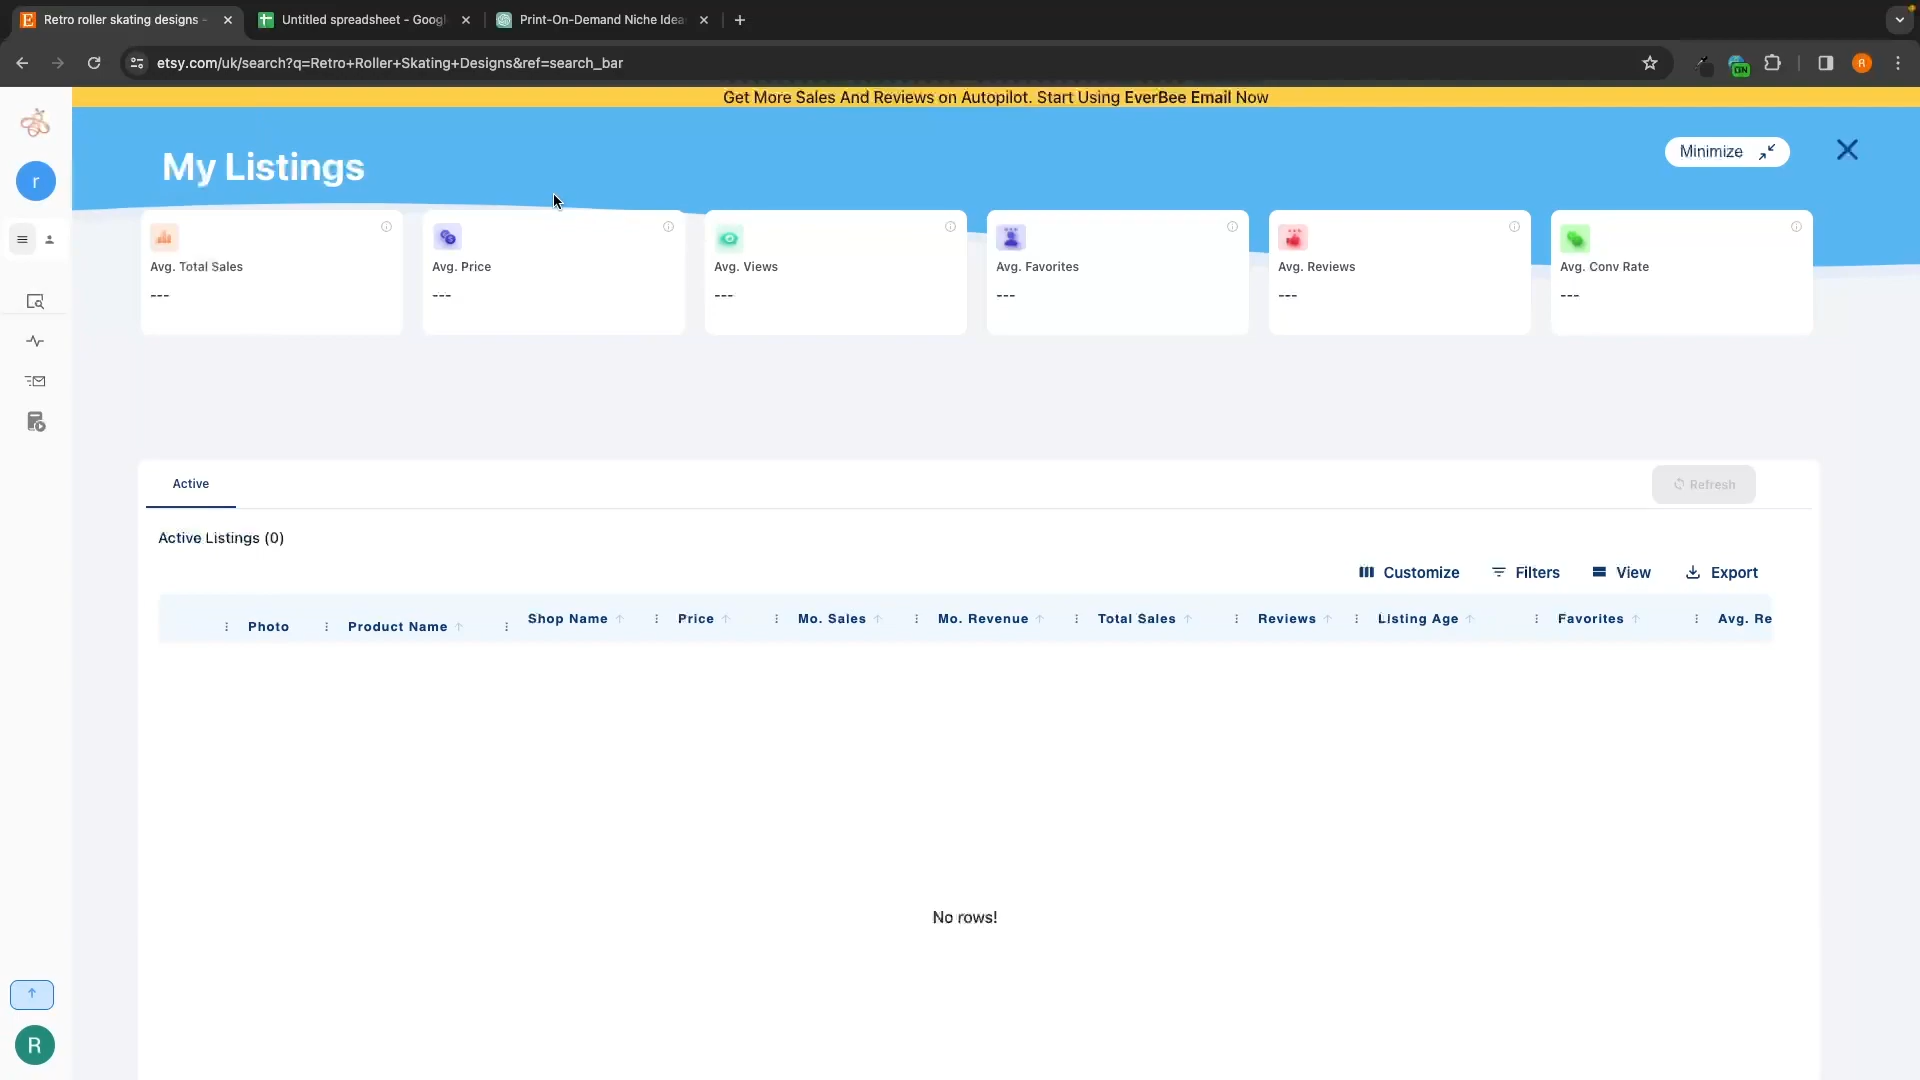 Retro roller skating designs -
Untitled spreadsheet - Googl
Print-On-Demand Niche Idea
etsy.com/uk/search?q=Retro+Roller+Skating+Designs&ref=search_bar
ON
R
Get More Sales And Reviews on Autopilot. Start Using EverBee Email Now
My Listings
Minimize
r
Avg. Total Sales
---
Avg. Price
---
Avg. Views
---
Avg. Favorites
---
Avg. Reviews
---
Avg. Conv Rate
---
Active
Refresh
Active Listings (0)
Customize Filters View Export
Photo Product Name Shop Name Price Mo. Sales Mo. Revenue Total Sales Reviews Listing Age Favorites Avg. Re
No rows!
R